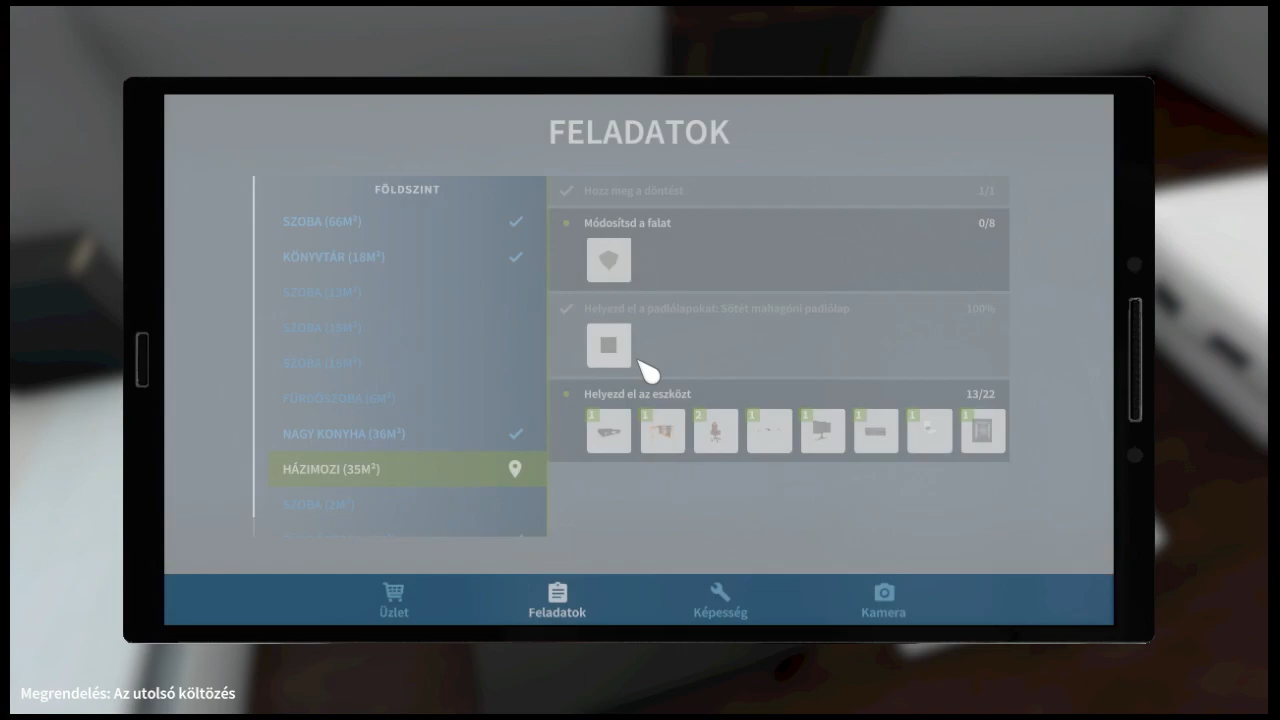 FELADATOK
FÖLDSZINT
SZOBA (66M²)
KÖNYVTÁR (18M²)
SZOBA (13M²)
SZOBA (15M²)
SZOBA (16M²)
FÜRDŐSZOBA (6M²)
NAGY KONYHA (36M²)
HÁZIMOZI (35M²)
SZOBA (2M²)
Hozz meg a döntést 1/1
Módosítsd a falat 0/8
Helyezd el a padlólapokat: Sötét mahagóni padlólap 100%
Helyezd el az eszközt 13/22
1 1 2 1 1 1 1 1
Üzlet Feladatok Képesség Kamera
Megrendelés: Az utolsó költözés